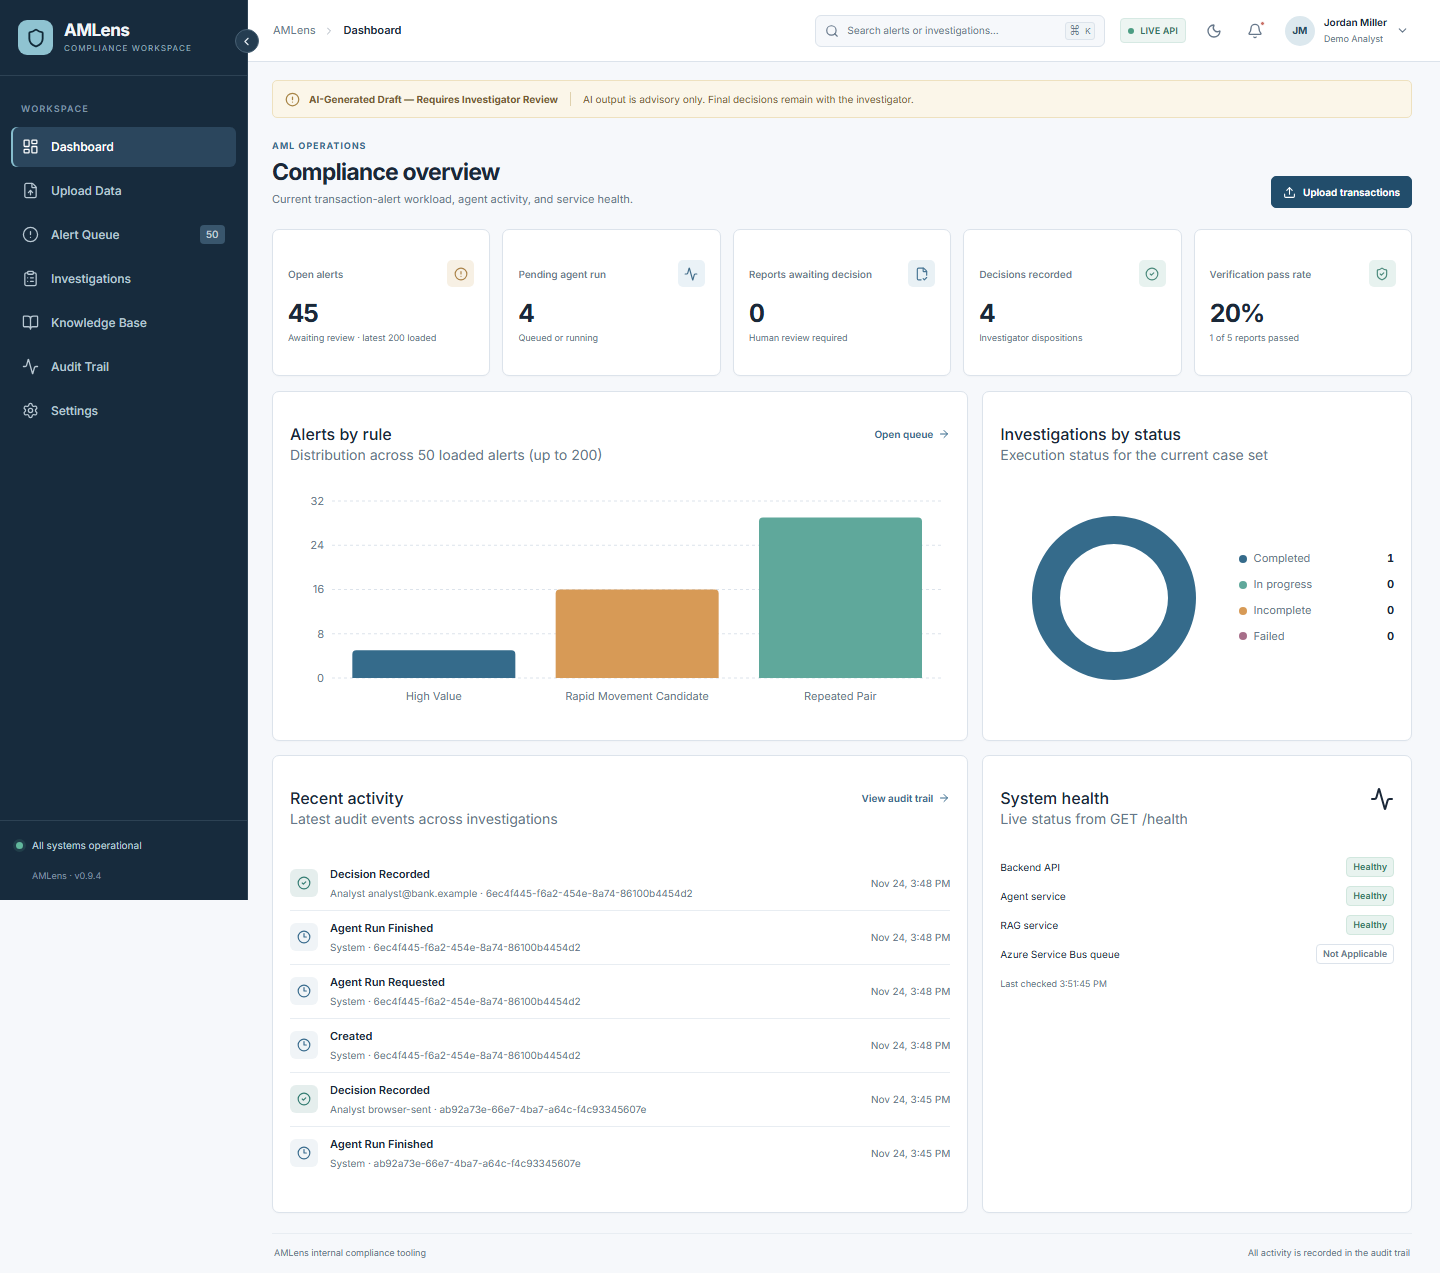 AMLens
COMPLIANCE WORKSPACE
WORKSPACE
Dashboard
Upload Data
Alert Queue 50
Investigations
Knowledge Base
Audit Trail
Settings
All systems operational
AMLens · v0.9.4
AMLens > Dashboard
Search alerts or investigations... ⌘ K
LIVE API
JM
Jordan Miller
Demo Analyst
AI-Generated Draft — Requires Investigator Review
AI output is advisory only. Final decisions remain with the investigator.
AML OPERATIONS
Compliance overview
Current transaction-alert workload, agent activity, and service health.
Upload transactions
Open alerts
45
Awaiting review · latest 200 loaded
Pending agent run
4
Queued or running
Reports awaiting decision
0
Human review required
Decisions recorded
4
Investigator dispositions
Verification pass rate
20%
1 of 5 reports passed
Alerts by rule
Distribution across 50 loaded alerts (up to 200)
Open queue →
32
24
16
8
0
High Value
Rapid Movement Candidate
Repeated Pair
Investigations by status
Execution status for the current case set
Completed 1
In progress 0
Incomplete 0
Failed 0
Recent activity
Latest audit events across investigations
View audit trail →
Decision Recorded
Analyst analyst@bank.example · 6ec4f445-f6a2-454e-8a74-86100b4454d2
Nov 24, 3:48 PM
Agent Run Finished
System · 6ec4f445-f6a2-454e-8a74-86100b4454d2
Nov 24, 3:48 PM
Agent Run Requested
System · 6ec4f445-f6a2-454e-8a74-86100b4454d2
Nov 24, 3:48 PM
Created
System · 6ec4f445-f6a2-454e-8a74-86100b4454d2
Nov 24, 3:48 PM
Decision Recorded
Analyst browser-sent · ab92a73e-66e7-4ba7-a64c-f4c93345607e
Nov 24, 3:45 PM
Agent Run Finished
System · ab92a73e-66e7-4ba7-a64c-f4c93345607e
Nov 24, 3:45 PM
System health
Live status from GET /health
Backend API Healthy
Agent service Healthy
RAG service Healthy
Azure Service Bus queue Not Applicable
Last checked 3:51:45 PM
AMLens internal compliance tooling
All activity is recorded in the audit trail